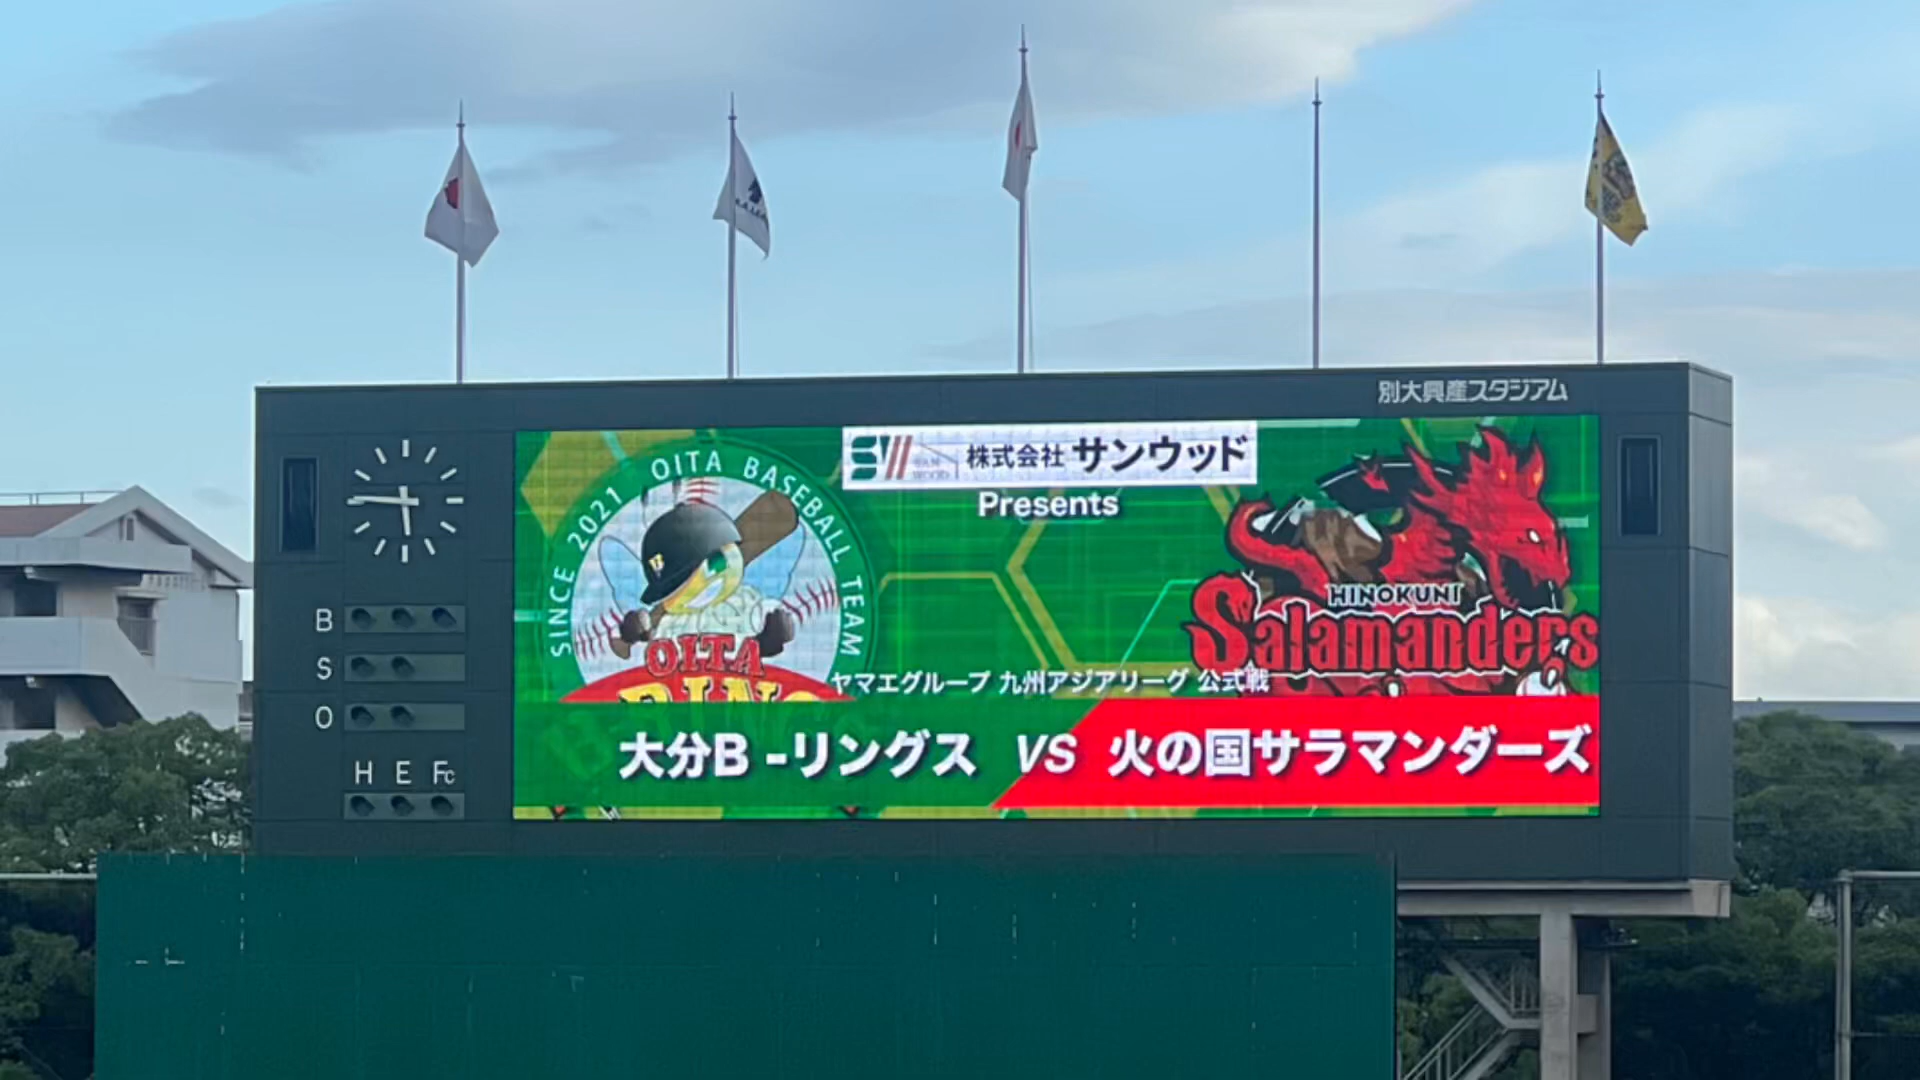 別大興産スタジアム
SAN WOOD 株式会社 サンウッド
Presents
SINCE 2021 OITA BASEBALL TEAM
OITA
HINOKUNI
Salamanders
ヤマエグループ 九州アジアリーグ 公式戦
大分B -リングス VS 火の国サラマンダーズ
B
S
O
H E Fc